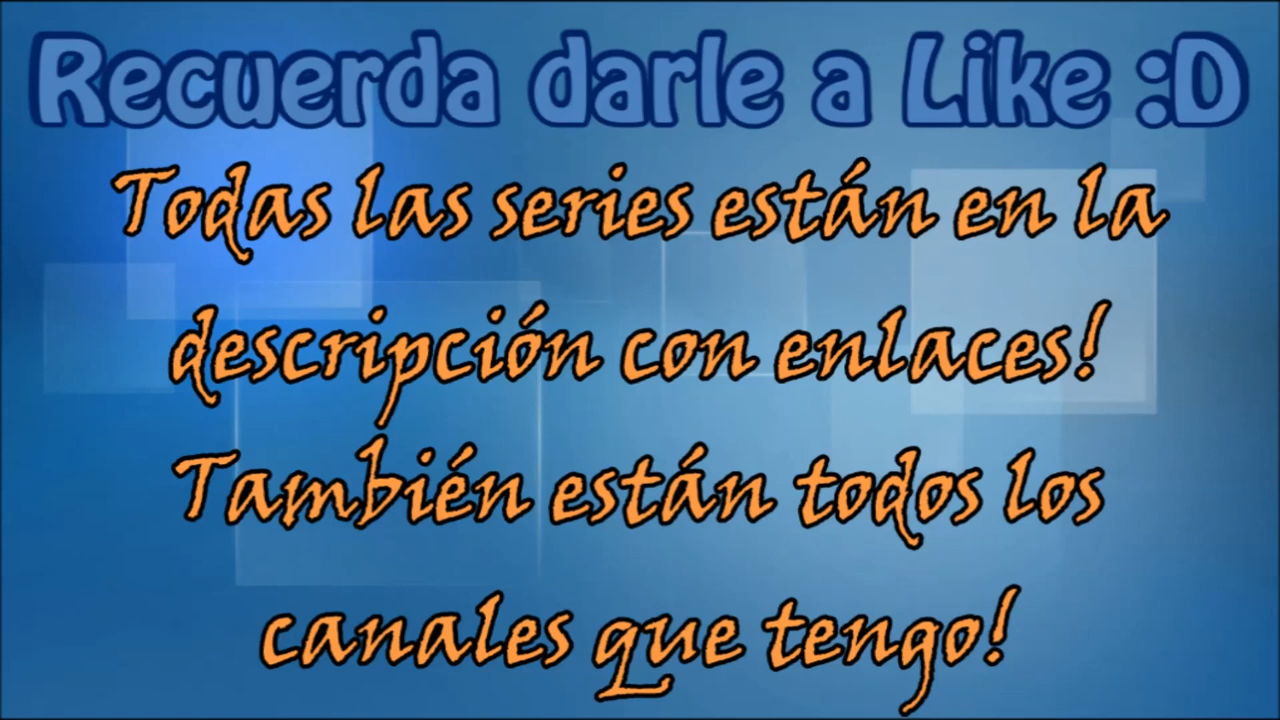 Recuerda darle a Like :D
Todas las series están en la
descripción con enlaces!
También están todos los
canales que tengo!